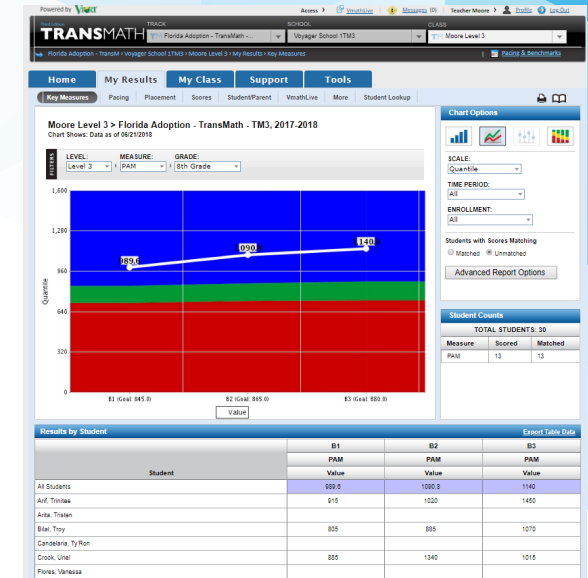 Powered by Voyager
Access > VmathLive Messages (0) Teacher Moore > Profile Log Out
third edition
TRANSMATH
TRACK
SCHOOL
CLASS
TM Florida Adoption - TransMath -...
Voyager School 1TM3
TM Moore Level 3
Florida Adoption - TransM > Voyager School 1TM3 > Moore Level 3 > My Results > Key Measures
Pacing & Benchmarks
Home
My Results
My Class
Support
Tools
Key Measures
Pacing
Placement
Scores
Student/Parent
VmathLive
More
Student Lookup
Moore Level 3 > Florida Adoption - TransMath - TM3, 2017-2018
Chart Shows: Data as of 06/21/2018
FILTERS
LEVEL:
MEASURE:
GRADE:
Level 3
PAM
8th Grade
1,600
1,280
960
640
320
0
Quantile
989.6
1090.8
1140
B1 (Goal: 845.0)
B2 (Goal: 865.0)
B3 (Goal: 880.0)
Value
Chart Options
SCALE:
Quantile
TIME PERIOD:
All
ENROLLMENT:
All
Students with Scores Matching
Matched
Unmatched
Advanced Report Options
Student Counts
TOTAL STUDENTS: 30
Measure Scored Matched
PAM 13 13
Results by Student
Export Table Data
B1 B2 B3
PAM PAM PAM
Student Value Value Value
All Students 989.6 1090.8 1140
Arif, Trinitee 915 1020 1450
Arita, Tristen
Bilal, Troy 805 885 1070
Candelaria, Ty'Ron
Crook, Uriel 885 1340 1015
Flores, Vanessa